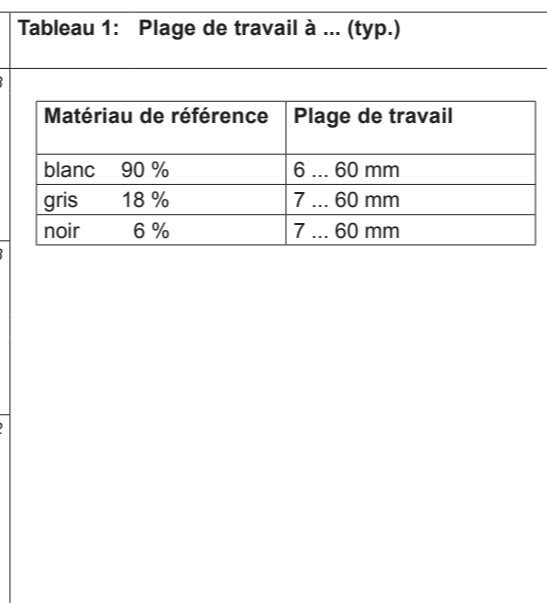 Tableau 1: Plage de travail à ... (typ.)
Matériau de référence Plage de travail
blanc 90 % 6 ... 60 mm
gris 18 % 7 ... 60 mm
noir 6 % 7 ... 60 mm